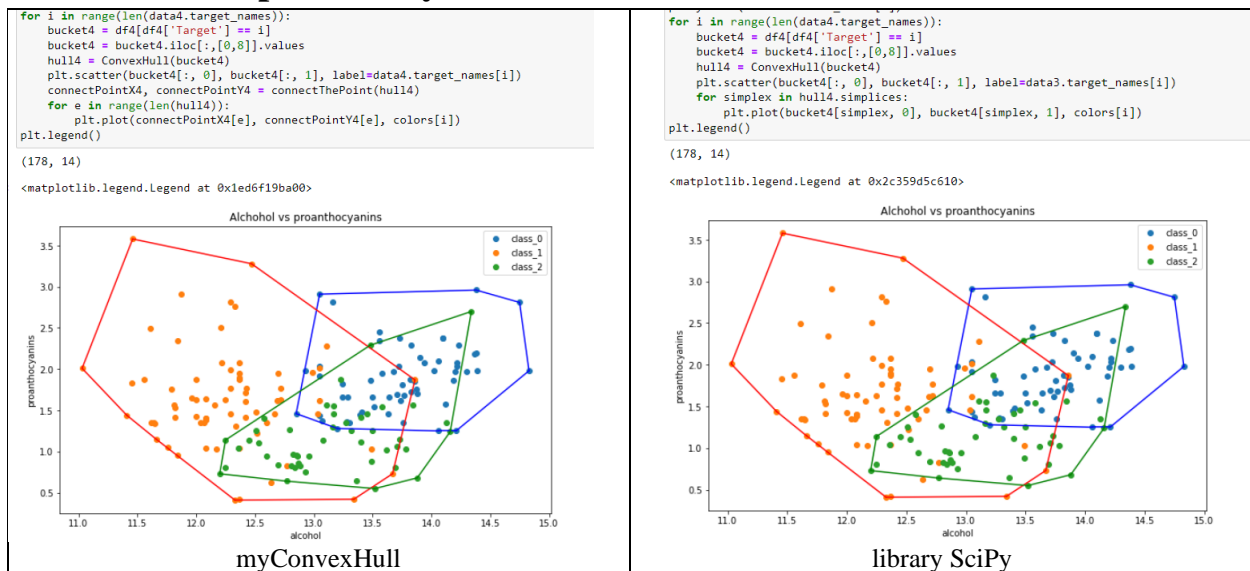 for i in range(len(data4.target_names)):
    bucket4 = df4[df4['Target'] == i]
    bucket4 = bucket4.iloc[:,[0,8]].values
    hull4 = ConvexHull(bucket4)
    plt.scatter(bucket4[:, 0], bucket4[:, 1], label=data4.target_names[i])
    connectPointX4, connectPointY4 = connectThePoint(hull4)
    for e in range(len(hull4)):
        plt.plot(connectPointX4[e], connectPointY4[e], colors[i])
plt.legend()
(178, 14)
<matplotlib.legend.Legend at 0x1ed6f19ba00>
Alchohol vs proanthocyanins
class_0
class_1
class_2
proanthocyanins
3.5
3.0
2.5
2.0
1.5
1.0
0.5
11.0 11.5 12.0 12.5 13.0 13.5 14.0 14.5 15.0
alcohol
myConvexHull
for i in range(len(data4.target_names)):
    bucket4 = df4[df4['Target'] == i]
    bucket4 = bucket4.iloc[:,[0,8]].values
    hull4 = ConvexHull(bucket4)
    plt.scatter(bucket4[:, 0], bucket4[:, 1], label=data3.target_names[i])
    for simplex in hull4.simplices:
        plt.plot(bucket4[simplex, 0], bucket4[simplex, 1], colors[i])
plt.legend()
(178, 14)
<matplotlib.legend.Legend at 0x2c359d5c610>
Alchohol vs proanthocyanins
class_0
class_1
class_2
proanthocyanins
3.5
3.0
2.5
2.0
1.5
1.0
0.5
11.0 11.5 12.0 12.5 13.0 13.5 14.0 14.5 15.0
alcohol
library SciPy